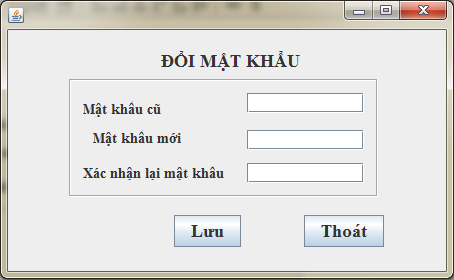 ĐỔI MẬT KHẨU
Mật khẩu cũ
Mật khẩu mới
Xác nhận lại mật khẩu
Lưu
Thoát